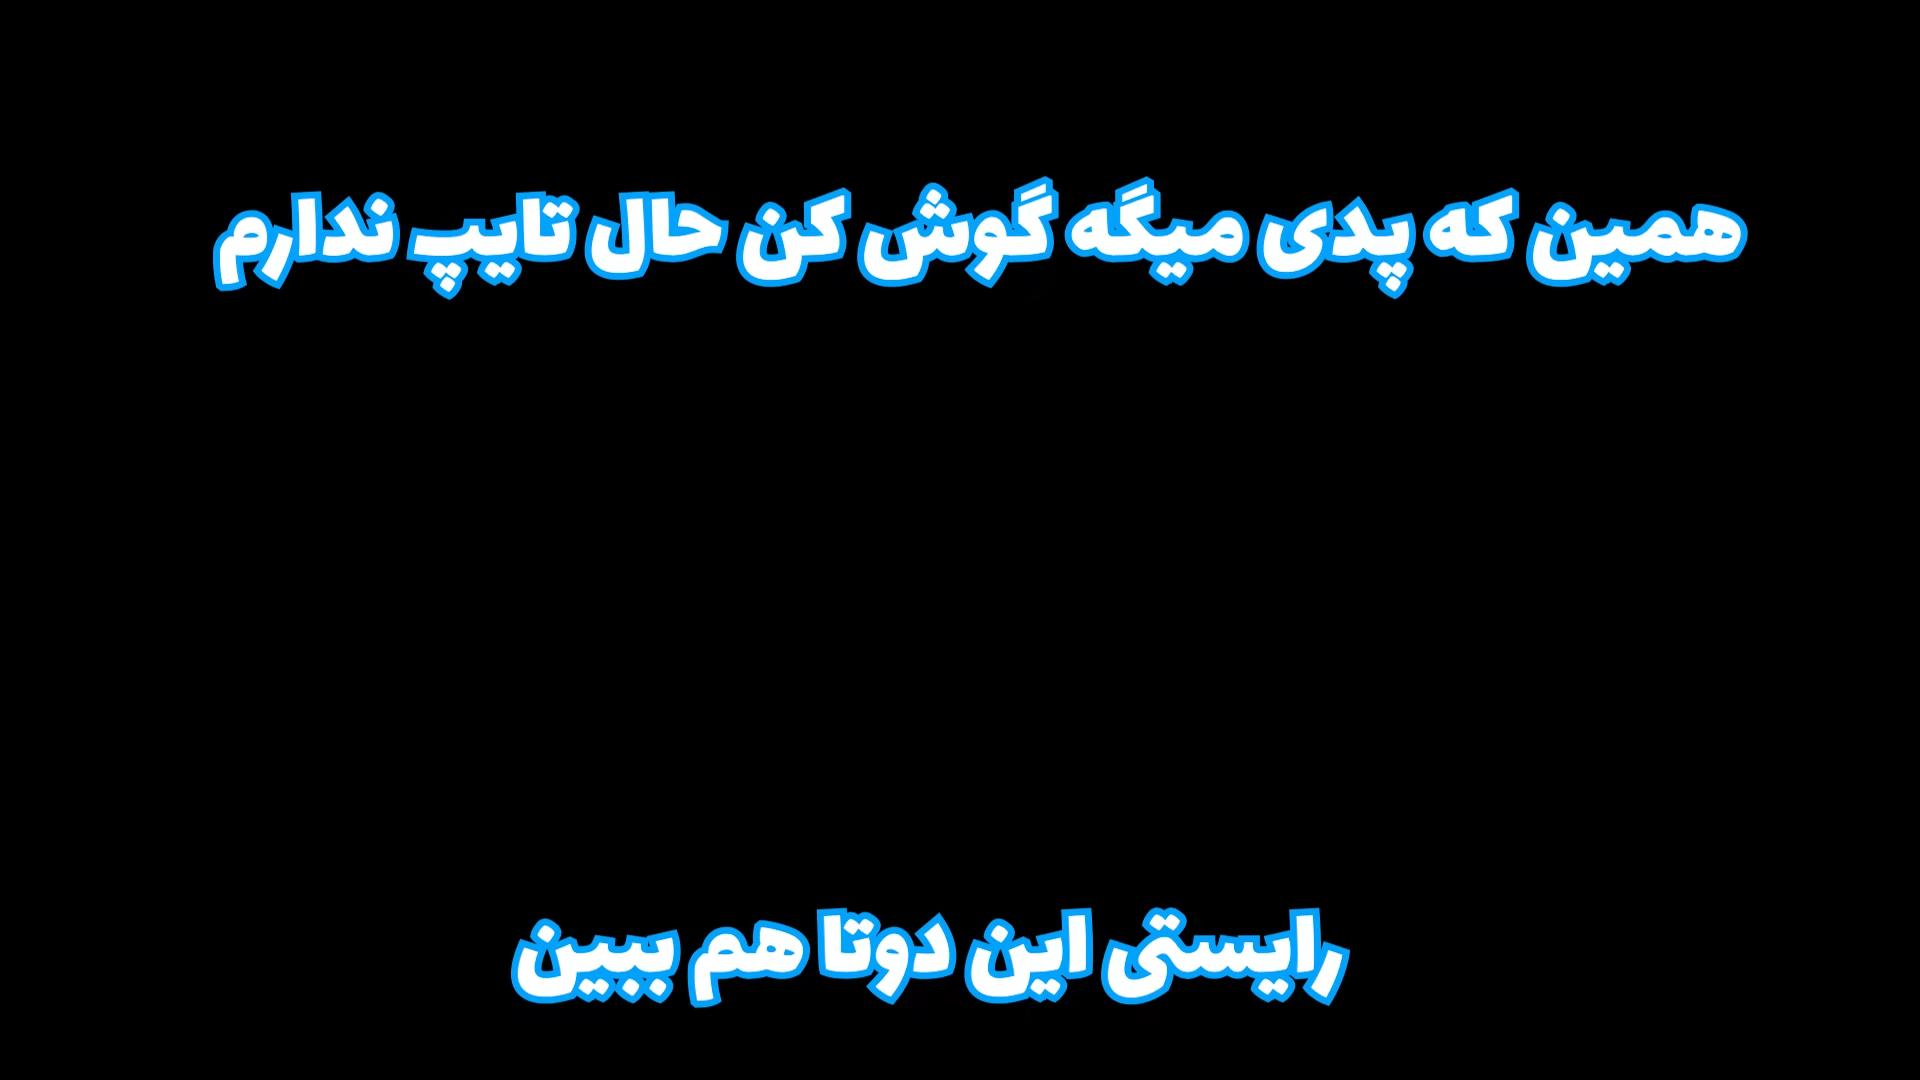 همین که پدی میگه گوش کن حال تایپ ندارم
رایستی این دوتا هم ببین